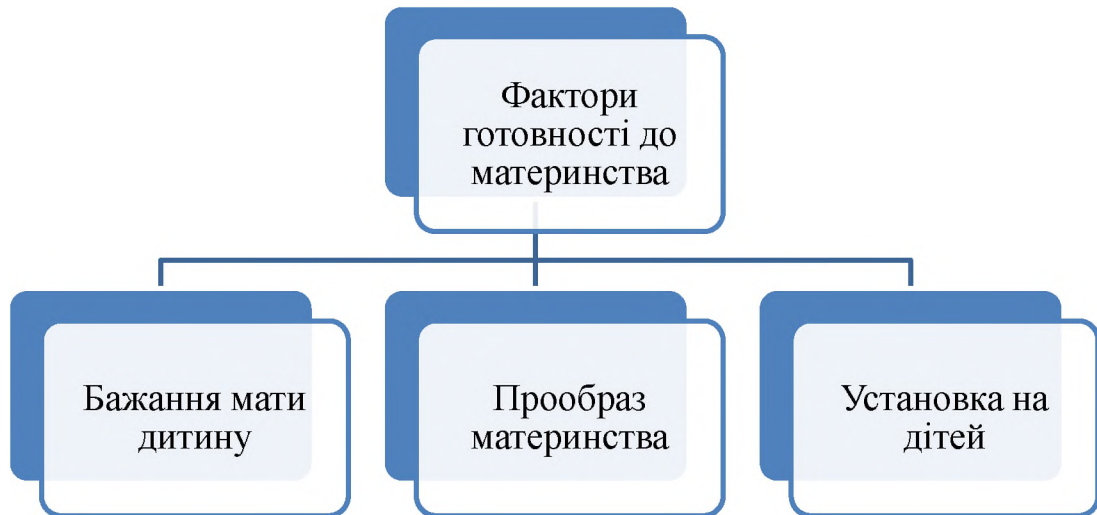 Фактори
готовності до
материнства
Бажання мати
дитину
Прообраз
материнства
Установка на
дітей